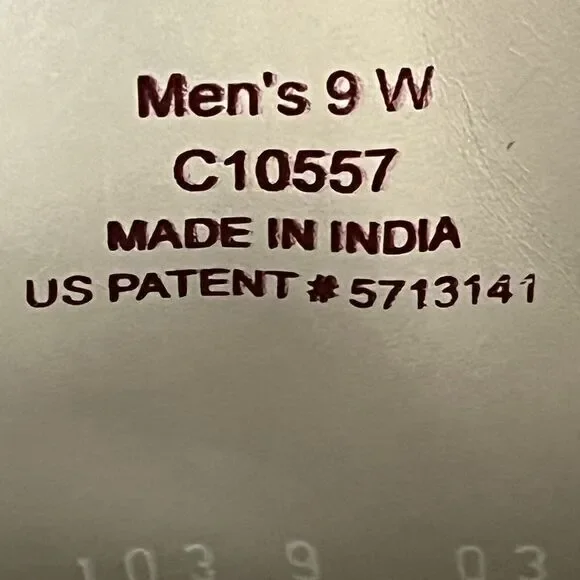 Men's 9 W
C10557
MADE IN INDIA
US PATENT # 5713141
103 9 03